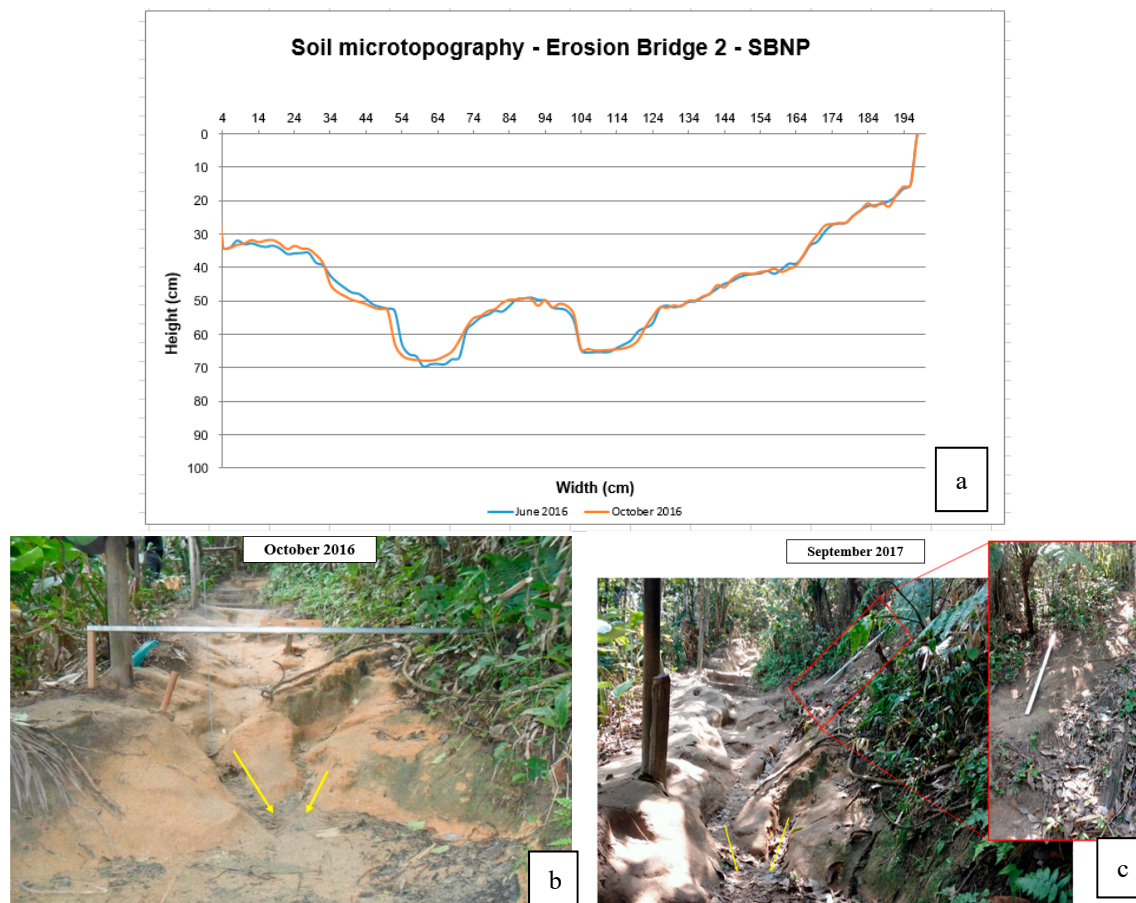 Soil microtopography - Erosion Bridge 2 - SBNP
4 14 24 34 44 54 64 74 84 94 104 114 124 134 144 154 164 174 184 194
0
10
20
30
40
50
60
70
80
90
100
Height (cm)
Width (cm)
June 2016 October 2016
a
October 2016
b
September 2017
c